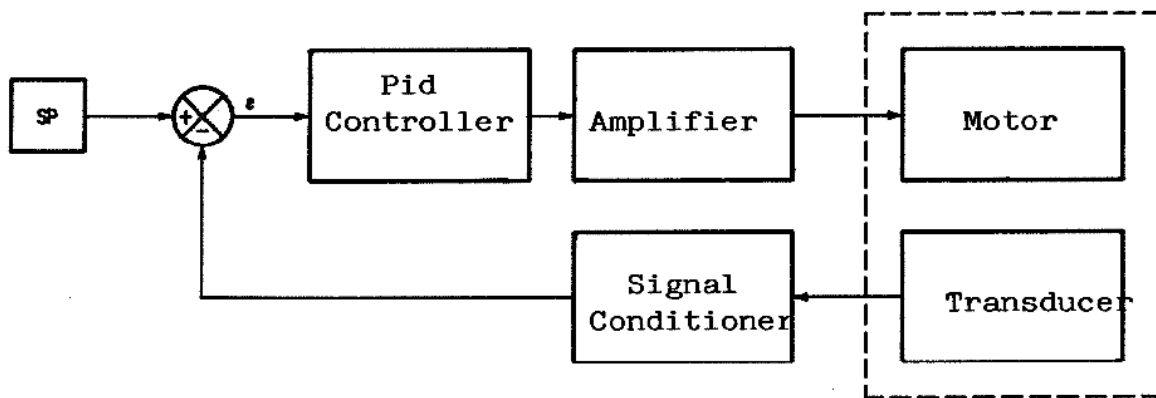 SP
+
−
ε
Pid
Controller
Amplifier
Motor
Signal
Conditioner
Transducer